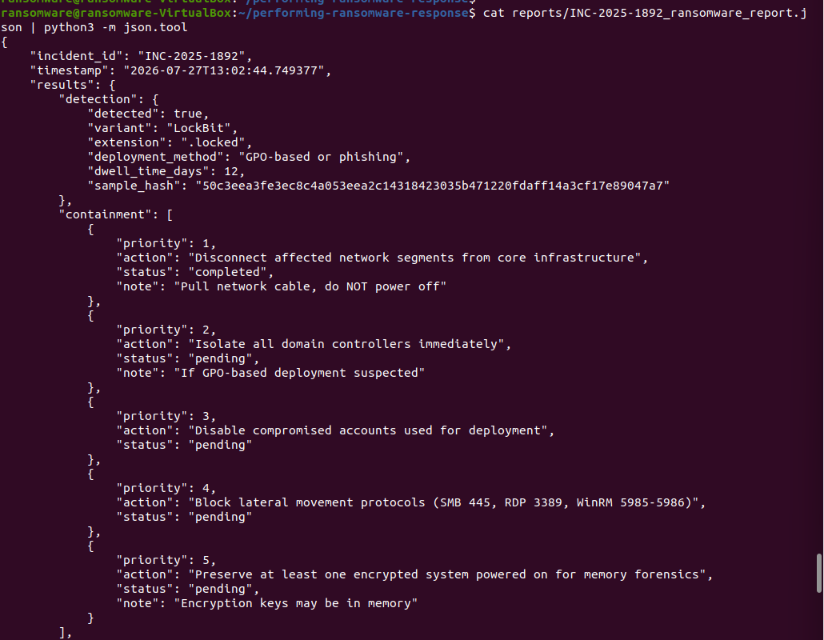 ransomware@ransomware-VirtualBox:~/performing-ransomware-response$
ransomware@ransomware-VirtualBox:~/performing-ransomware-response$ cat reports/INC-2025-1892_ransomware_report.j
son | python3 -m json.tool
{
    "incident_id": "INC-2025-1892",
    "timestamp": "2026-07-27T13:02:44.749377",
    "results": {
        "detection": {
            "detected": true,
            "variant": "LockBit",
            "extension": ".locked",
            "deployment_method": "GPO-based or phishing",
            "dwell_time_days": 12,
            "sample_hash": "50c3eea3fe3ec8c4a053eea2c14318423035b471220fdaff14a3cf17e89047a7"
        },
        "containment": [
            {
                "priority": 1,
                "action": "Disconnect affected network segments from core infrastructure",
                "status": "completed",
                "note": "Pull network cable, do NOT power off"
            },
            {
                "priority": 2,
                "action": "Isolate all domain controllers immediately",
                "status": "pending",
                "note": "If GPO-based deployment suspected"
            },
            {
                "priority": 3,
                "action": "Disable compromised accounts used for deployment",
                "status": "pending"
            },
            {
                "priority": 4,
                "action": "Block lateral movement protocols (SMB 445, RDP 3389, WinRM 5985-5986)",
                "status": "pending"
            },
            {
                "priority": 5,
                "action": "Preserve at least one encrypted system powered on for memory forensics",
                "status": "pending",
                "note": "Encryption keys may be in memory"
            }
        ],